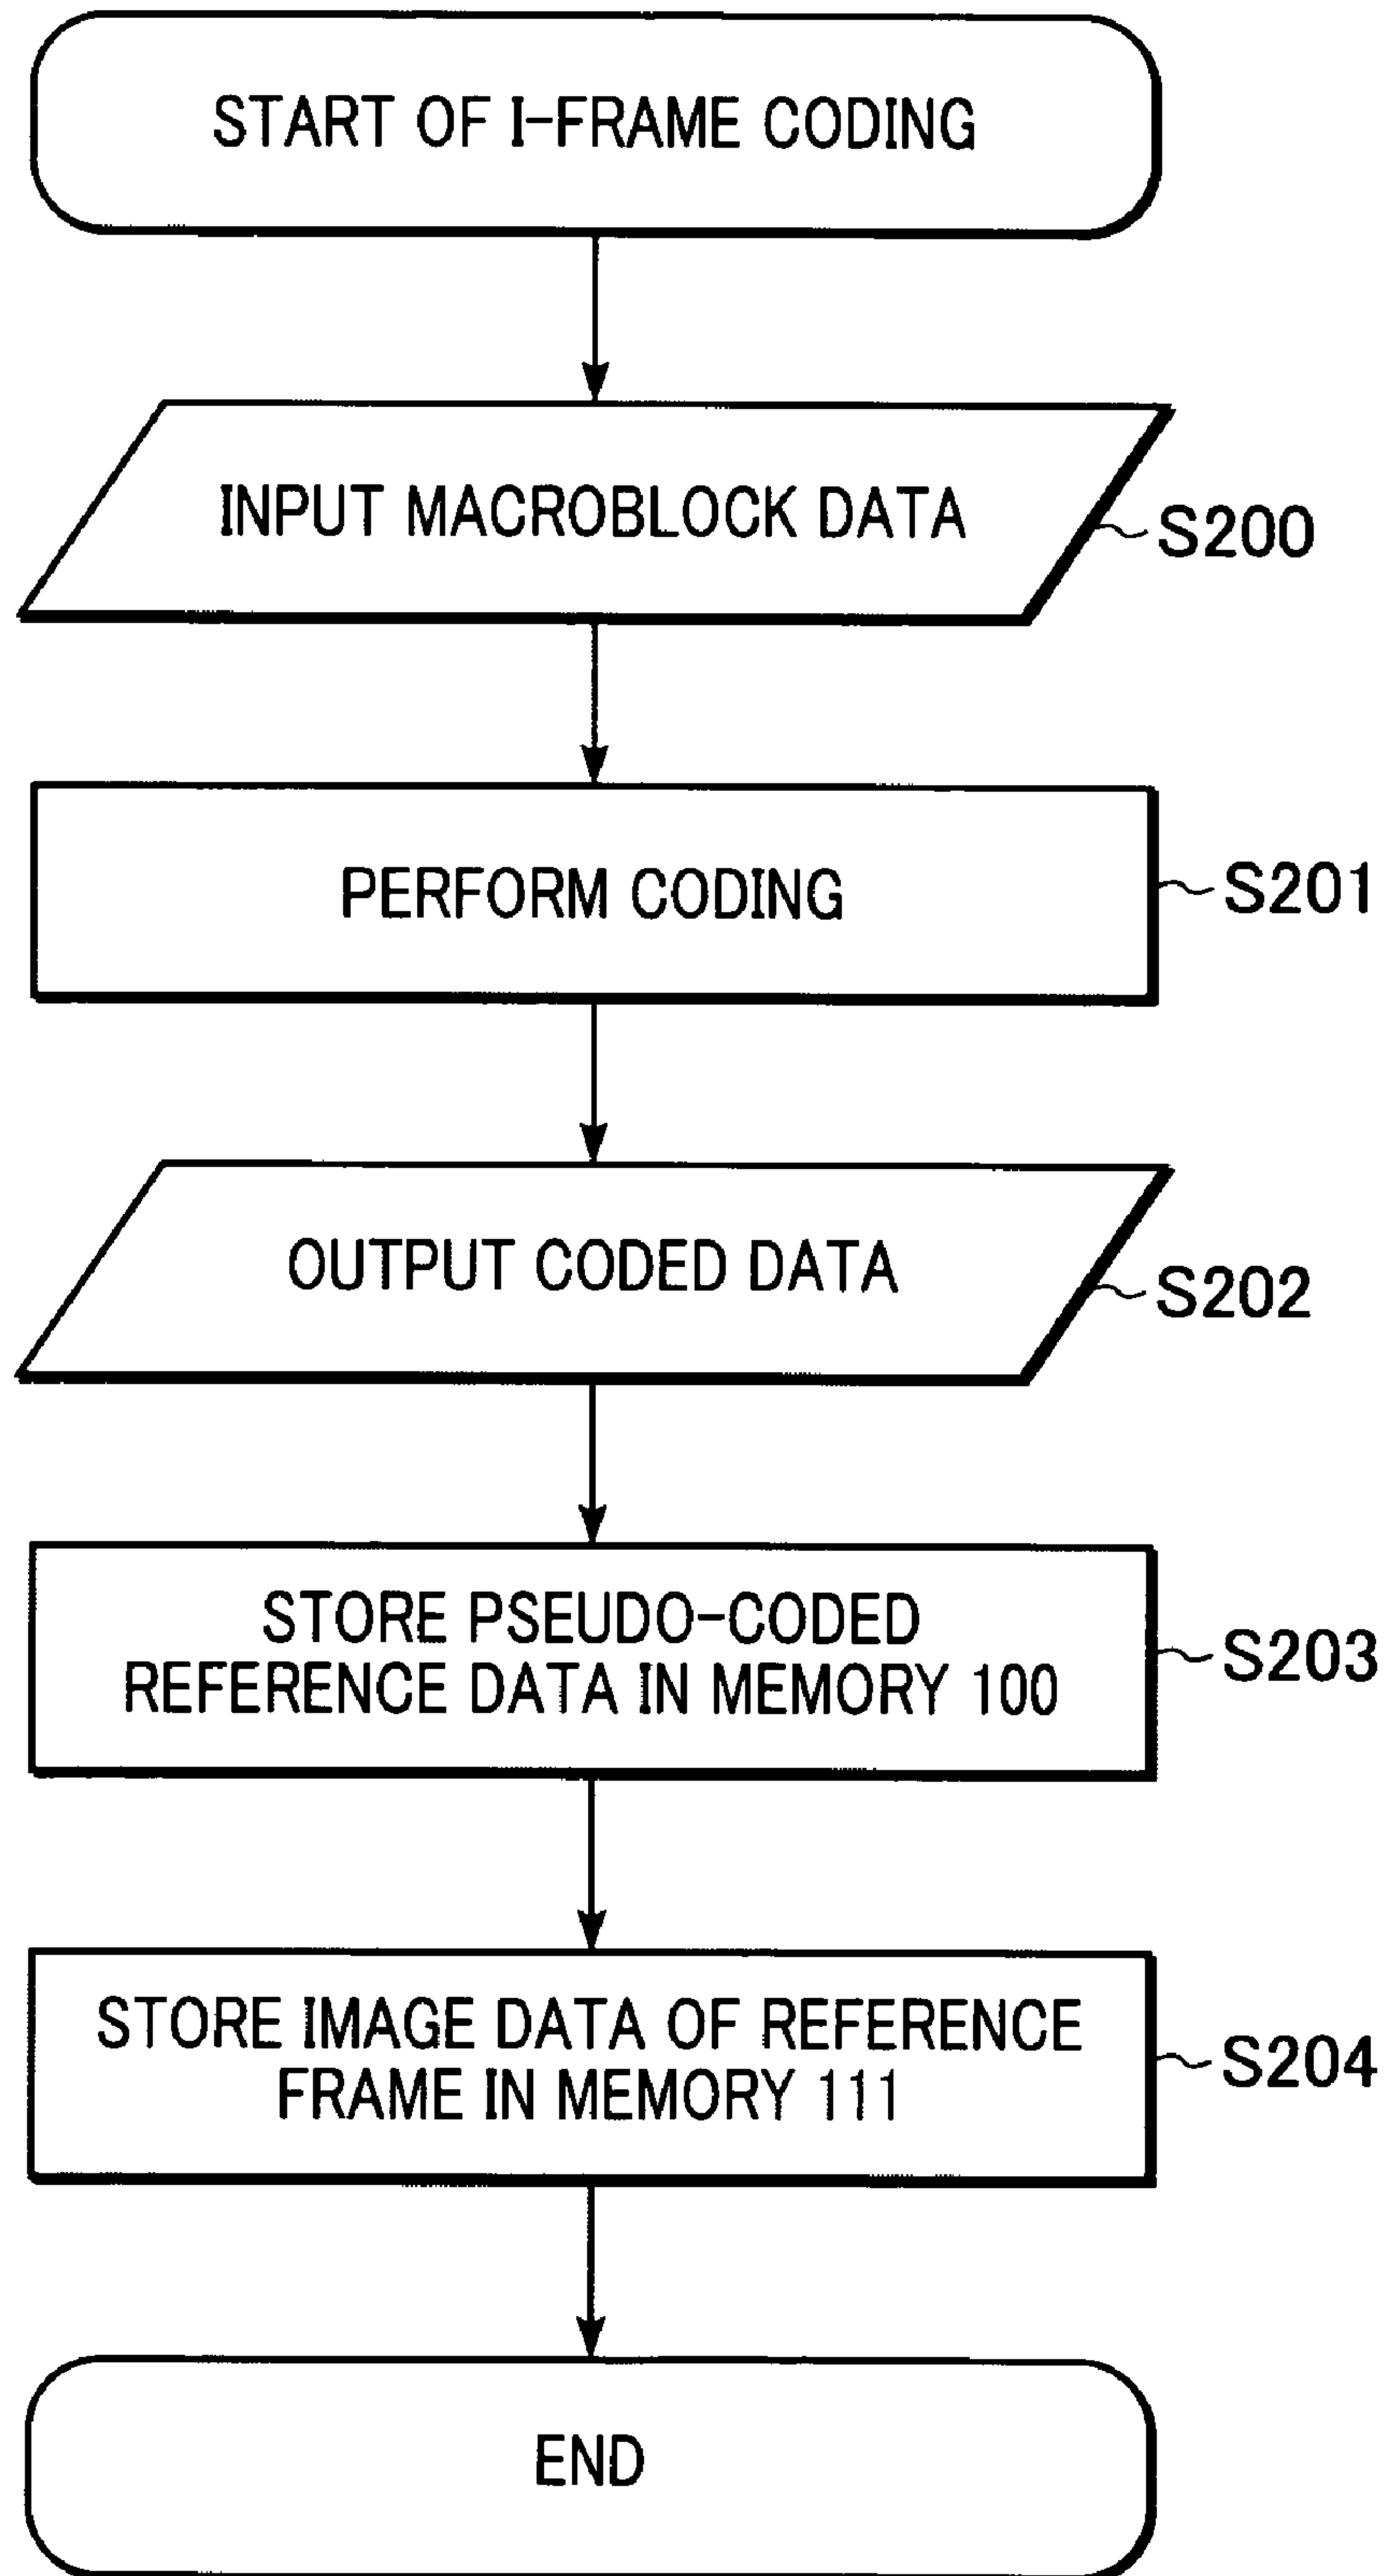 START OF I-FRAME CODING
INPUT MACROBLOCK DATA
S200
PERFORM CODING
S201
OUTPUT CODED DATA
S202
STORE PSEUDO-CODED
REFERENCE DATA IN MEMORY 100
S203
STORE IMAGE DATA OF REFERENCE
FRAME IN MEMORY 111
S204
END